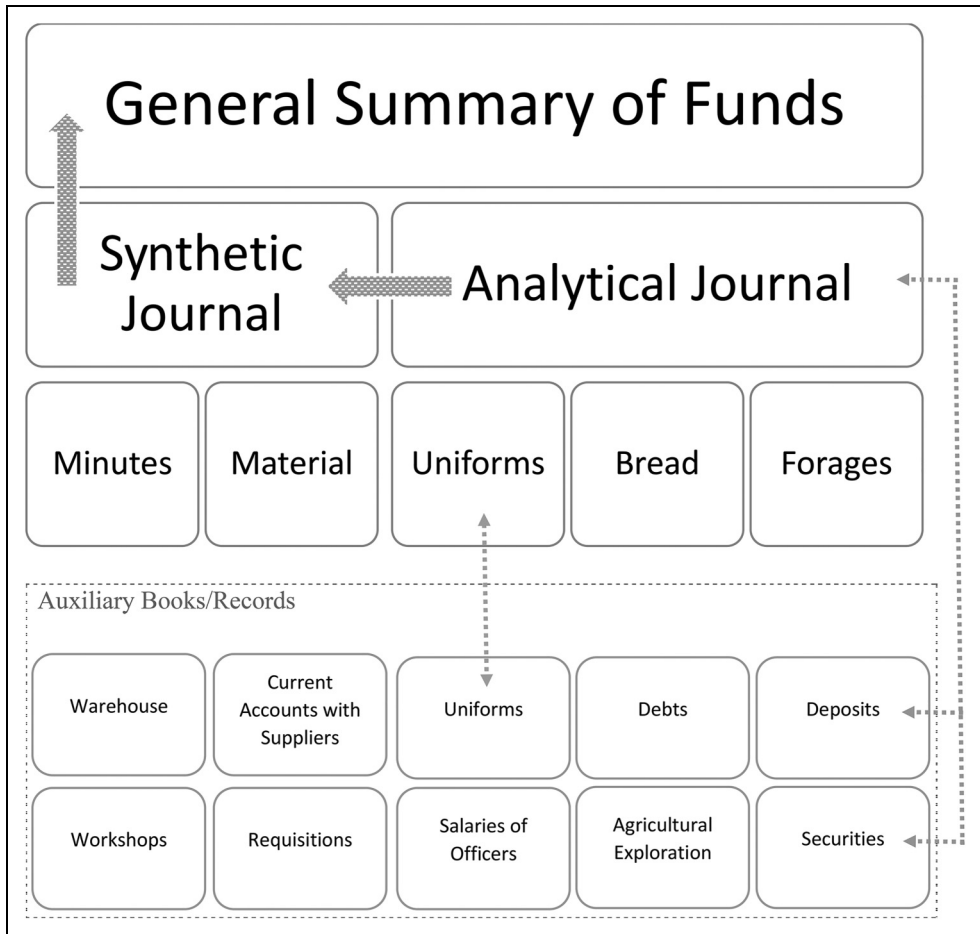 General Summary of Funds
Synthetic
Journal
Analytical Journal
Minutes
Material
Uniforms
Bread
Forages
Auxiliary Books/Records
Warehouse
Current
Accounts with
Suppliers
Uniforms
Debts
Deposits
Workshops
Requisitions
Salaries of
Officers
Agricultural
Exploration
Securities